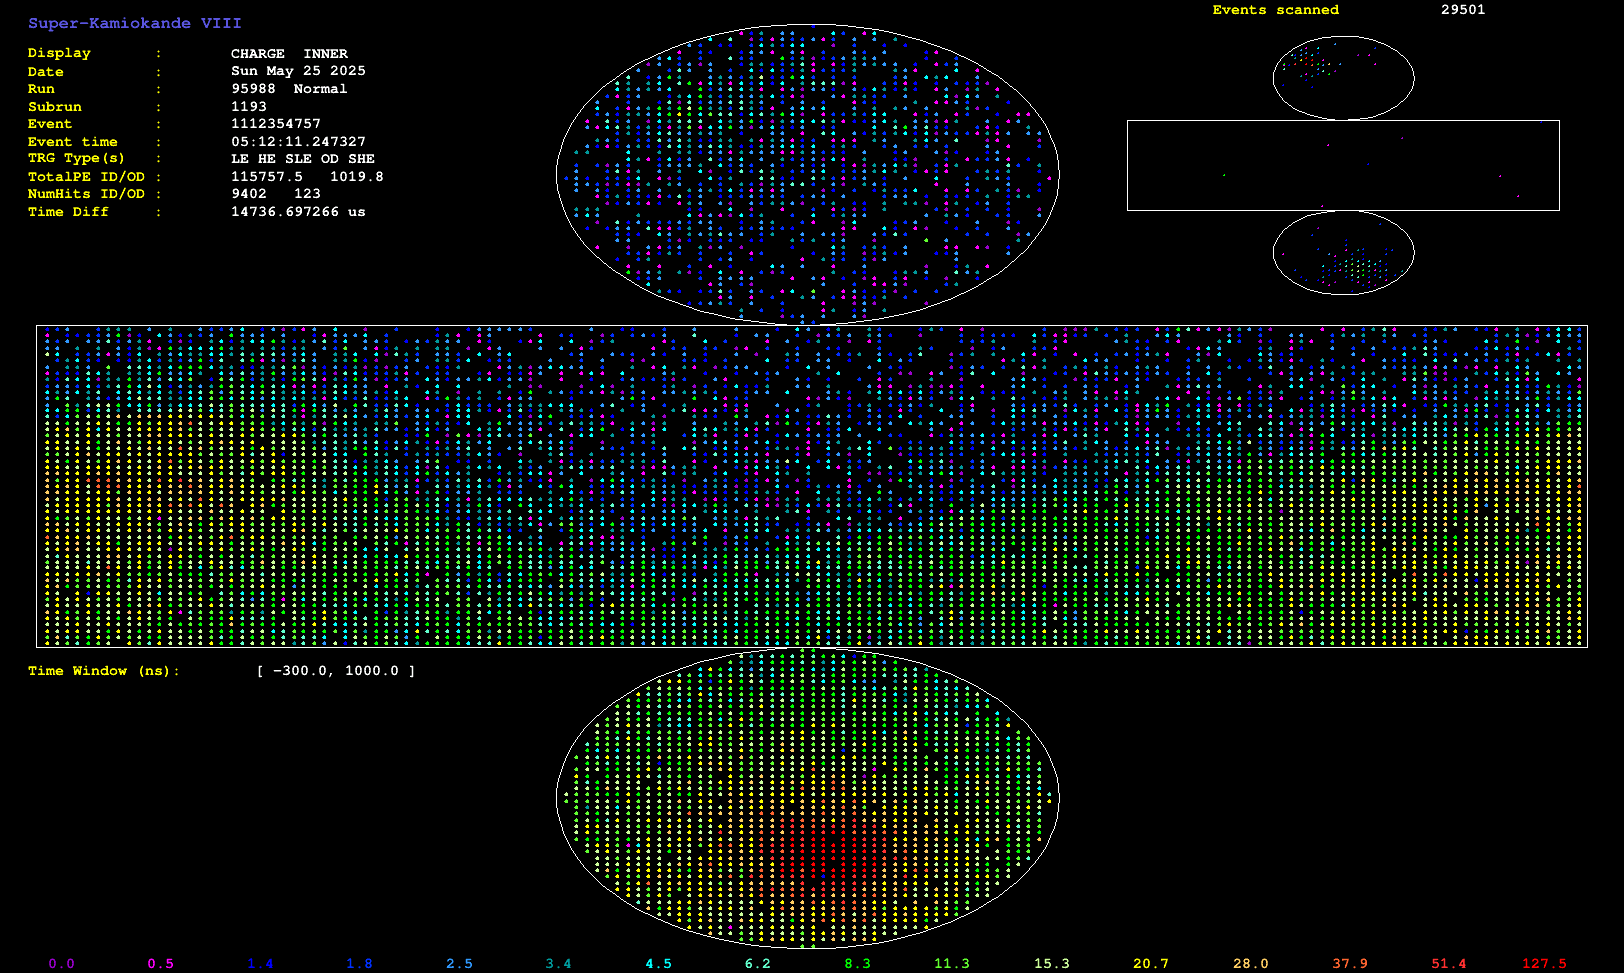 Super-Kamiokande VIII
Events scanned 29501
Display : CHARGE INNER
Date : Sun May 25 2025
Run : 95988 Normal
Subrun : 1193
Event : 1112354757
Event time : 05:12:11.247327
TRG Type(s) : LE HE SLE OD SHE
TotalPE ID/OD : 115757.5 1019.8
NumHits ID/OD : 9402 123
Time Diff : 14736.697266 us
Time Window (ns): [ -300.0, 1000.0 ]
0.0 0.5 1.4 1.8 2.5 3.4 4.5 6.2 8.3 11.3 15.3 20.7 28.0 37.9 51.4 127.5